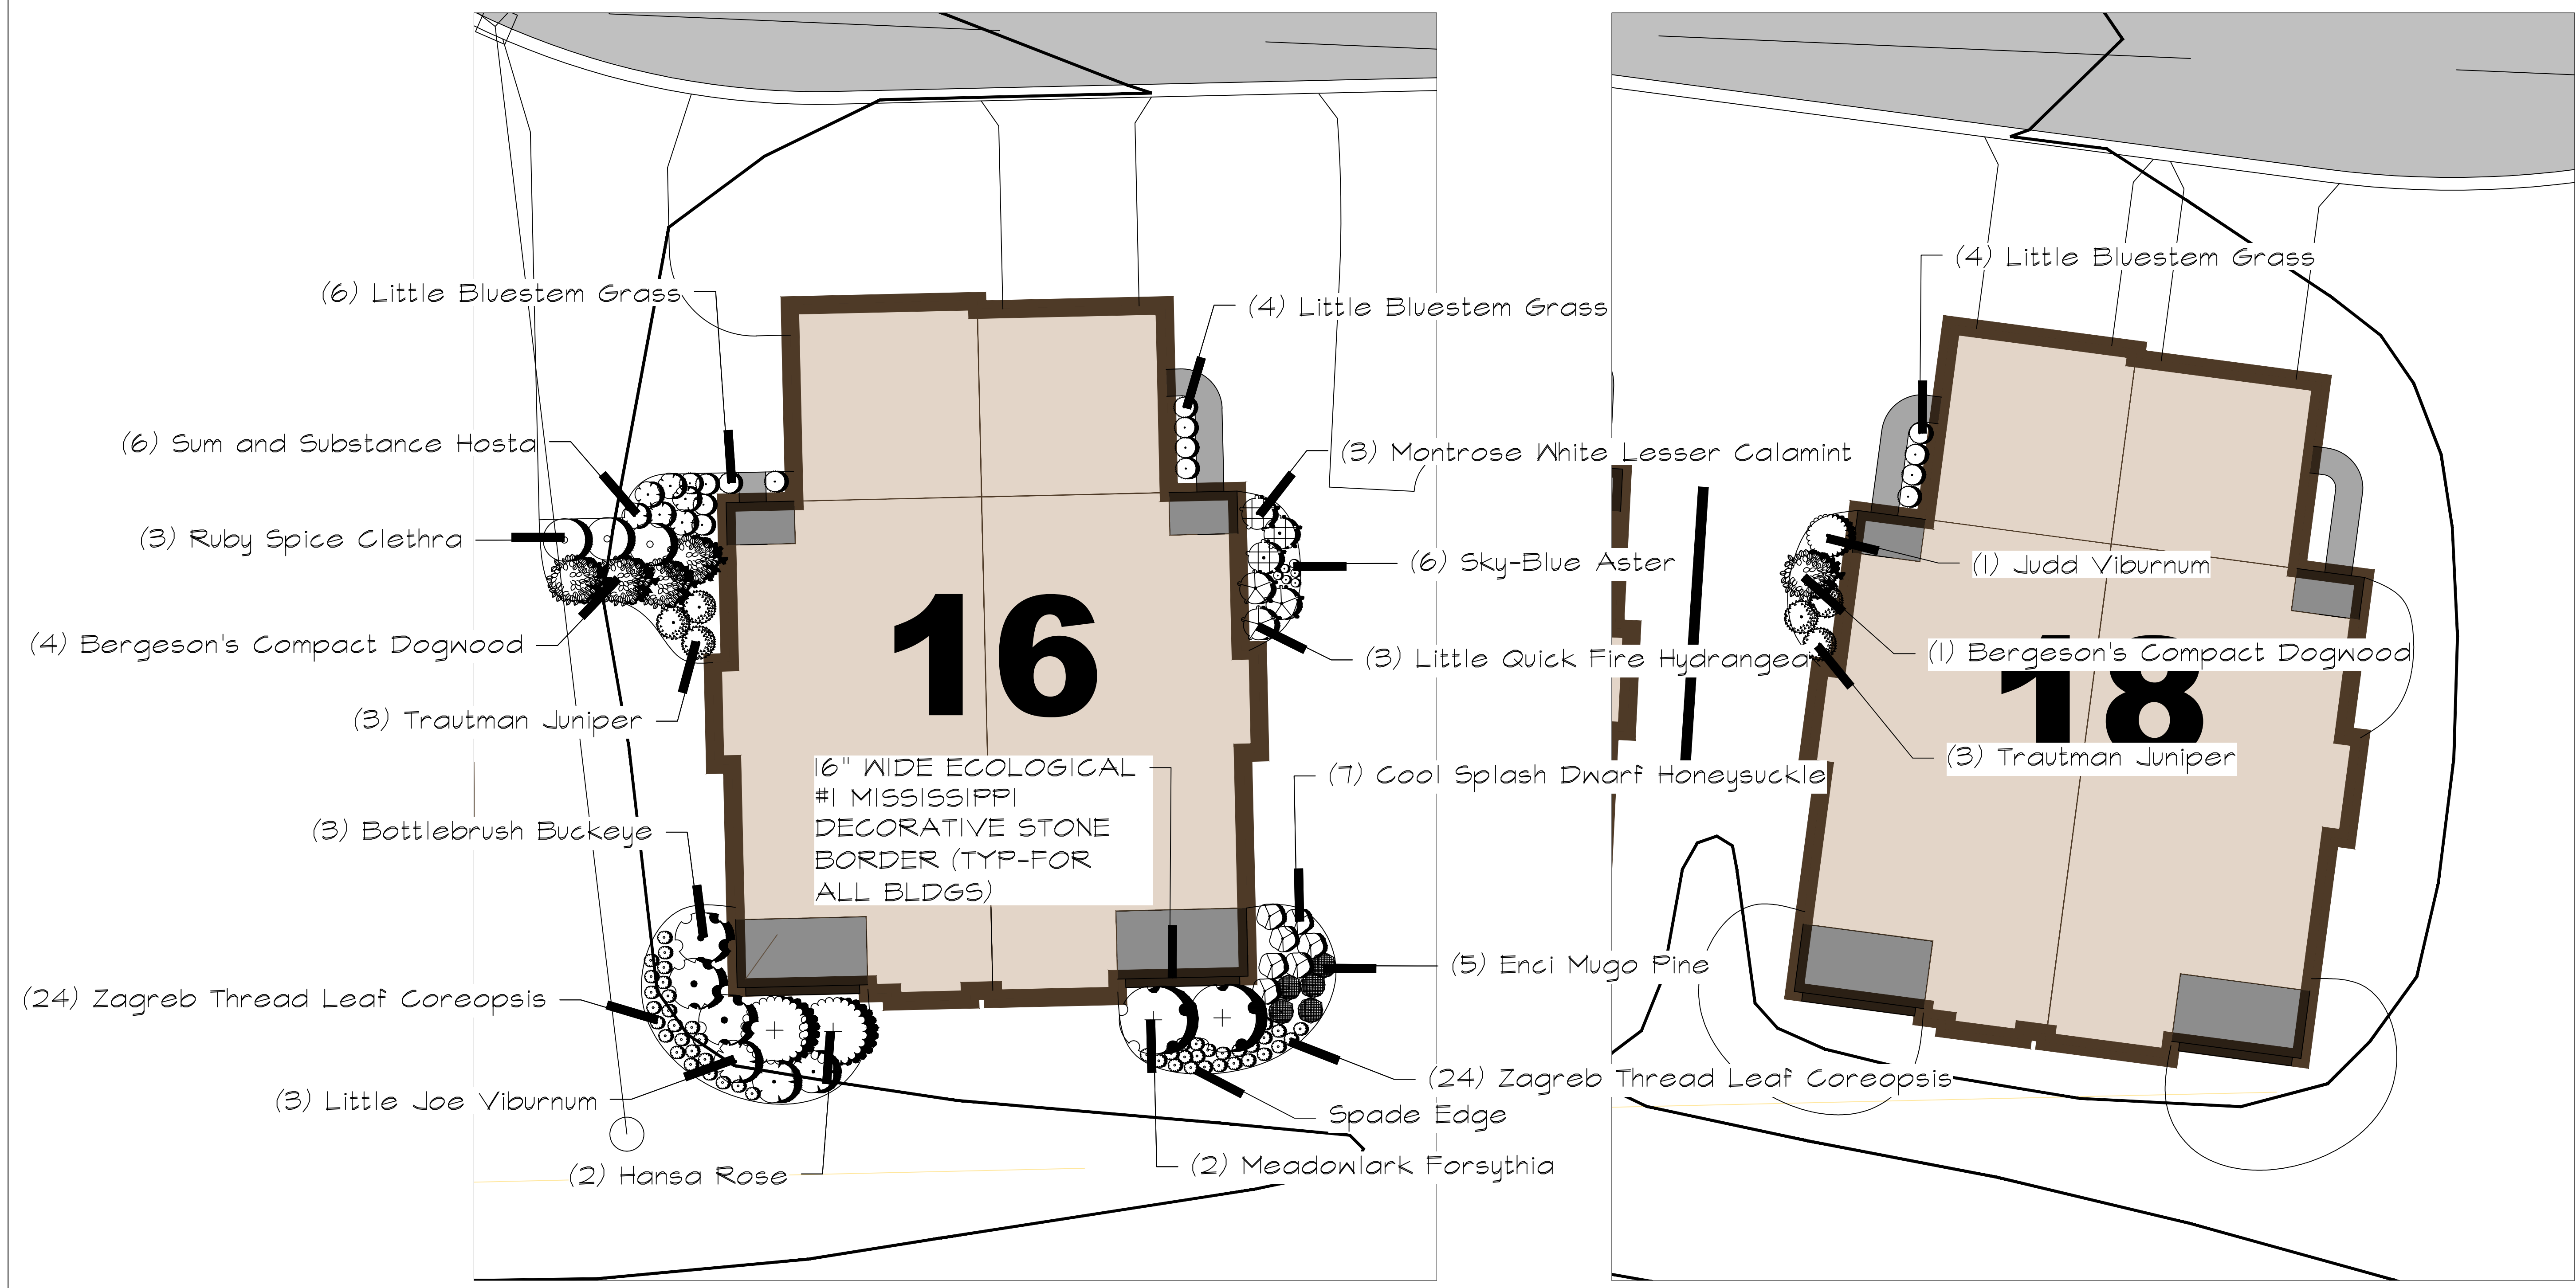 (6) Little Bluestem Grass
(4) Little Bluestem Grass
(6) Sum and Substance Hosta
(3) Montrose White Lesser Calamint
(3) Ruby Spice Clethra
(6) Sky-Blue Aster
(4) Bergeson's Compact Dogwood
(3) Little Quick Fire Hydrangea
(3) Trautman Juniper
16
16" WIDE ECOLOGICAL
#1 MISSISSIPPI
DECORATIVE STONE
BORDER (TYP-FOR
ALL BLDGS)
(7) Cool Splash Dwarf Honeysuckle
(3) Bottlebrush Buckeye
(5) Enci Mugo Pine
(24) Zagreb Thread Leaf Coreopsis
(24) Zagreb Thread Leaf Coreopsis
(3) Little Joe Viburnum
Spade Edge
(2) Hansa Rose
(2) Meadowlark Forsythia
(4) Little Bluestem Grass
(1) Judd Viburnum
(1) Bergeson's Compact Dogwood
18
(3) Trautman Juniper